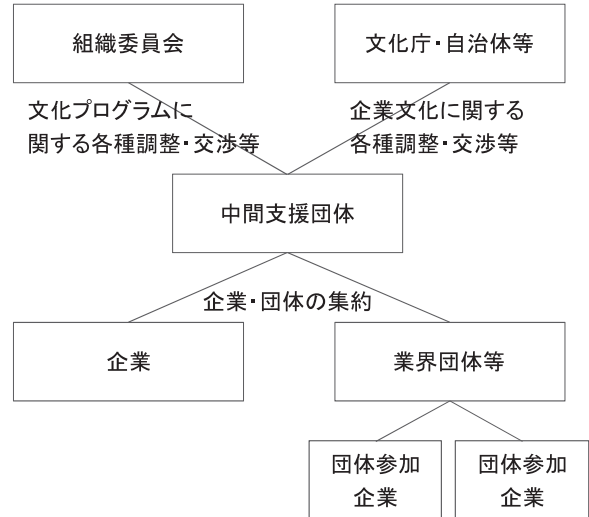 組織委員会
文化庁・自治体等
文化プログラムに
関する各種調整・交渉等
企業文化に関する
各種調整・交渉等
中間支援団体
企業・団体の集約
企業
業界団体等
団体参加
企業
団体参加
企業